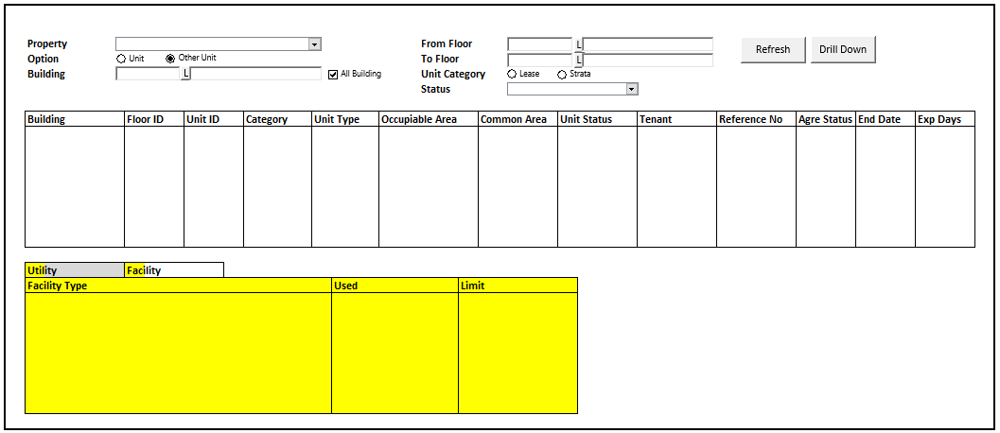 Property
Option Unit Other Unit
Building L All Building
From Floor L
To Floor L
Unit Category Lease Strata
Status
Refresh Drill Down
Building Floor ID Unit ID Category Unit Type Occupiable Area Common Area Unit Status Tenant Reference No Agre Status End Date Exp Days
Utility Facility
Facility Type Used Limit